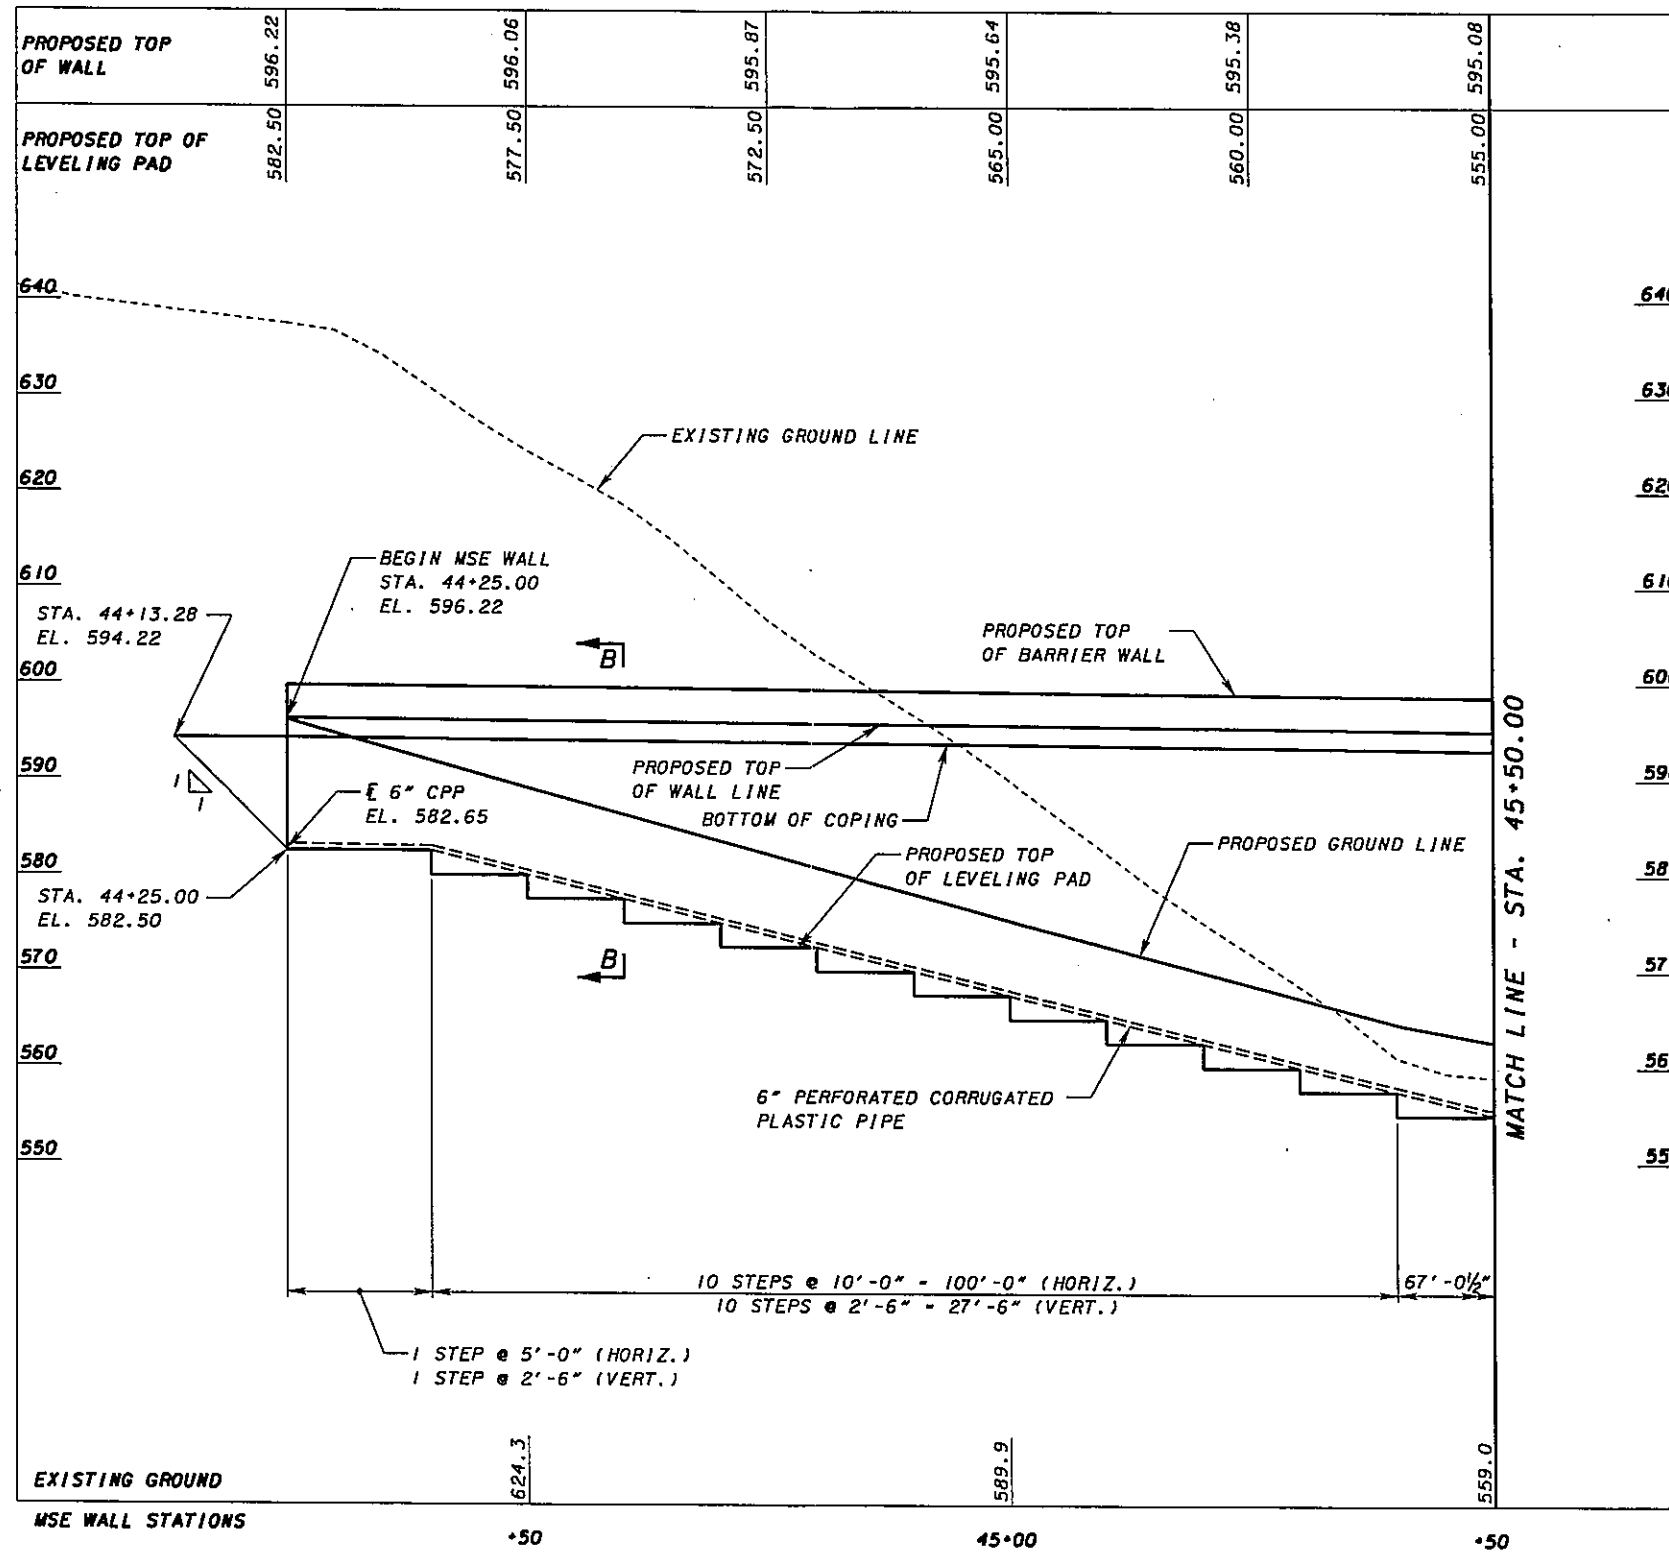 PROPOSED TOP
OF WALL
596.22
596.06
595.87
595.64
595.38
595.08
PROPOSED TOP OF
LEVELING PAD
582.50
577.50
572.50
565.00
560.00
555.00
640
630
620
610
600
590
580
570
560
550
EXISTING GROUND LINE
BEGIN MSE WALL
STA. 44+25.00
EL. 596.22
STA. 44+13.28
EL. 594.22
B
PROPOSED TOP
OF BARRIER WALL
1
1
℄ 6" CPP
EL. 582.65
PROPOSED TOP
OF WALL LINE
BOTTOM OF COPING
PROPOSED TOP
OF LEVELING PAD
PROPOSED GROUND LINE
STA. 44+25.00
EL. 582.50
B
6" PERFORATED CORRUGATED
PLASTIC PIPE
MATCH LINE - STA. 45+50.00
10 STEPS @ 10'-0" = 100'-0" (HORIZ.)
10 STEPS @ 2'-6" = 27'-6" (VERT.)
67'-0½"
1 STEP @ 5'-0" (HORIZ.)
1 STEP @ 2'-6" (VERT.)
EXISTING GROUND
624.3
589.9
559.0
MSE WALL STATIONS
+50
45+00
+50